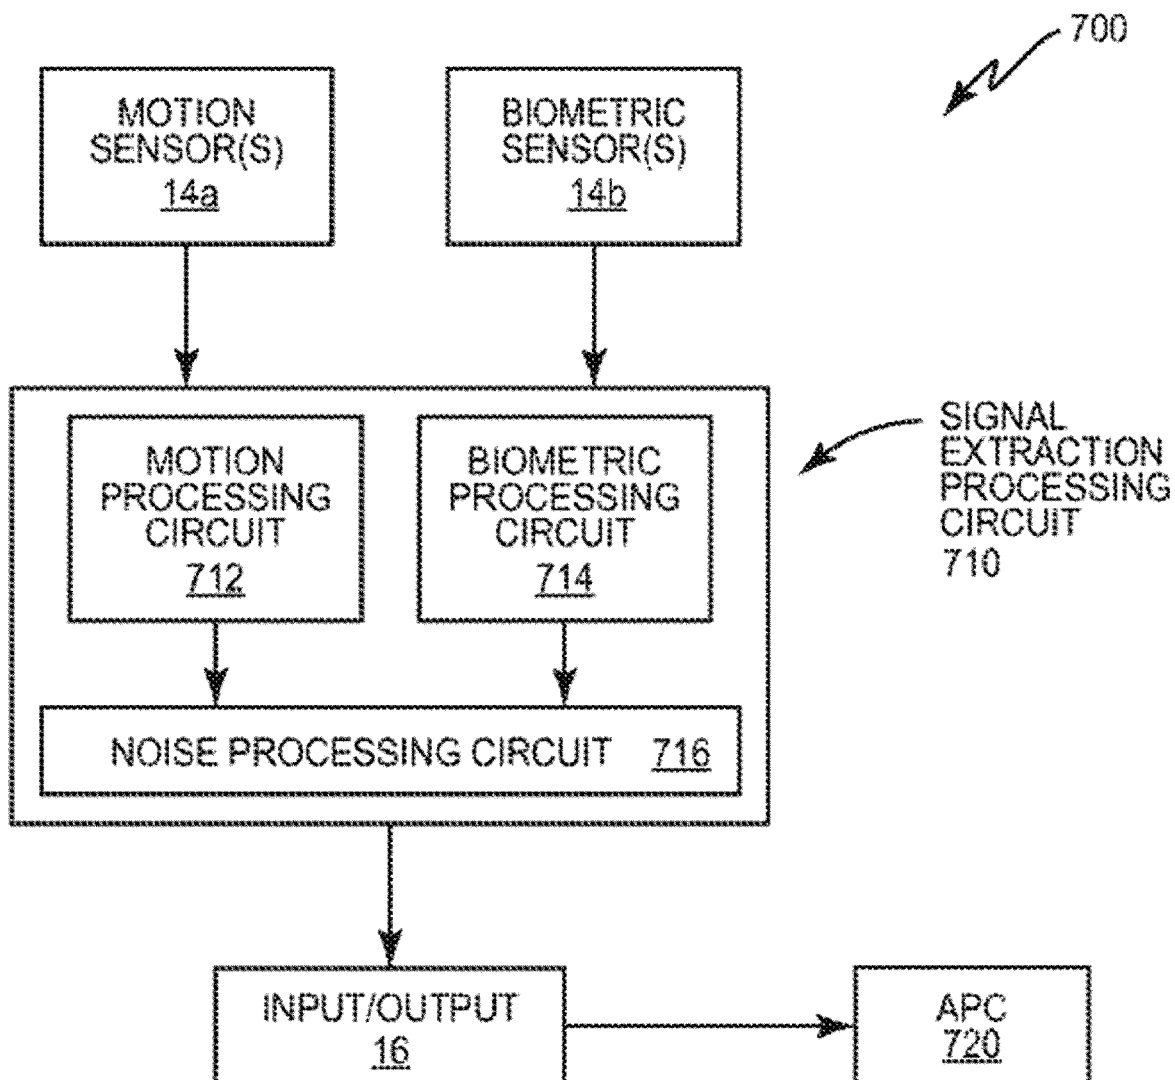 700
MOTION
SENSOR(S)
14a
BIOMETRIC
SENSOR(S)
14b
MOTION
PROCESSING
CIRCUIT
712
BIOMETRIC
PROCESSING
CIRCUIT
714
SIGNAL
EXTRACTION
PROCESSING
CIRCUIT
710
NOISE PROCESSING CIRCUIT 716
INPUT/OUTPUT
16
APC
720